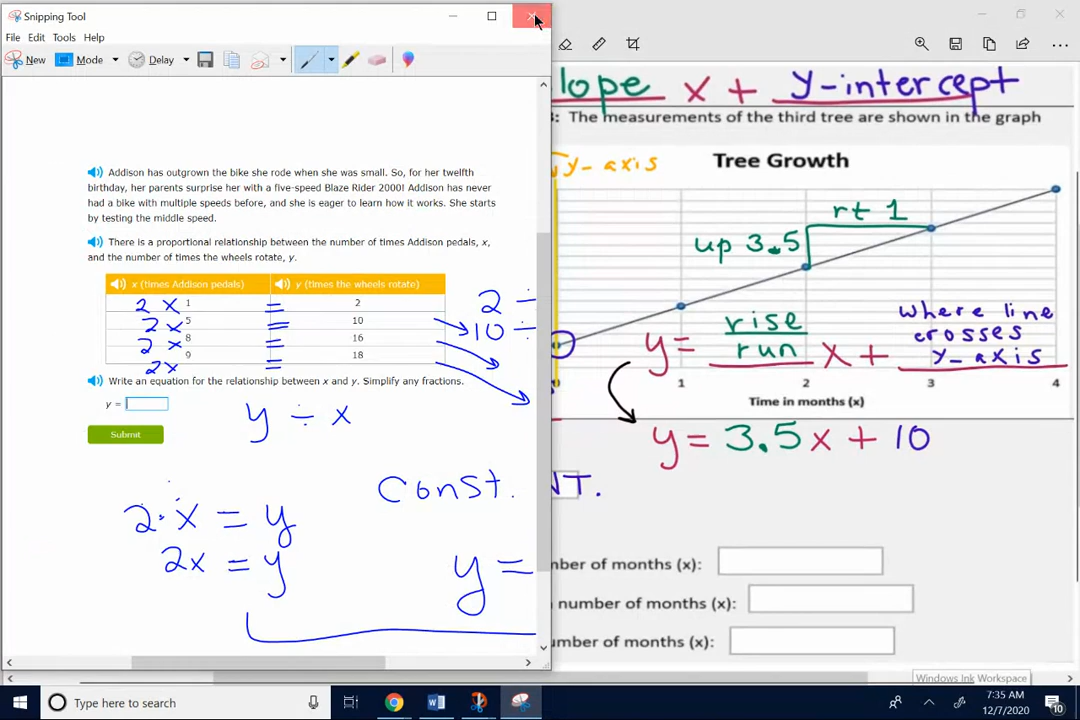 Snipping Tool
File Edit Tools Help
New Mode Delay
Addison has outgrown the bike she rode when she was small. So, for her twelfth
birthday, her parents surprise her with a five-speed Blaze Rider 2000! Addison has never
had a bike with multiple speeds before, and she is eager to learn how it works. She starts
by testing the middle speed.
There is a proportional relationship between the number of times Addison pedals, x,
and the number of times the wheels rotate, y.
x (times Addison pedals) y (times the wheels rotate)
2 x 1 = 2
2 x 5 = 10
2 x 8 = 16
2 x 9 = 18
2 ÷
10 ÷
Write an equation for the relationship between x and y. Simplify any fractions.
y =
y ÷ x
Submit
Const.
2 · x = y
2x = y
y =
lope x + y-intercept
: The measurements of the third tree are shown in the graph
y-axis
Tree Growth
rt 1
up 3.5
y = rise/run x + where line crosses y-axis
1 2 3 4
Time in months (x)
y = 3.5x + 10
NT.
nber of months (x):
number of months (x):
umber of months (x):
Windows Ink Workspace
Type here to search
7:35 AM
12/7/2020
10